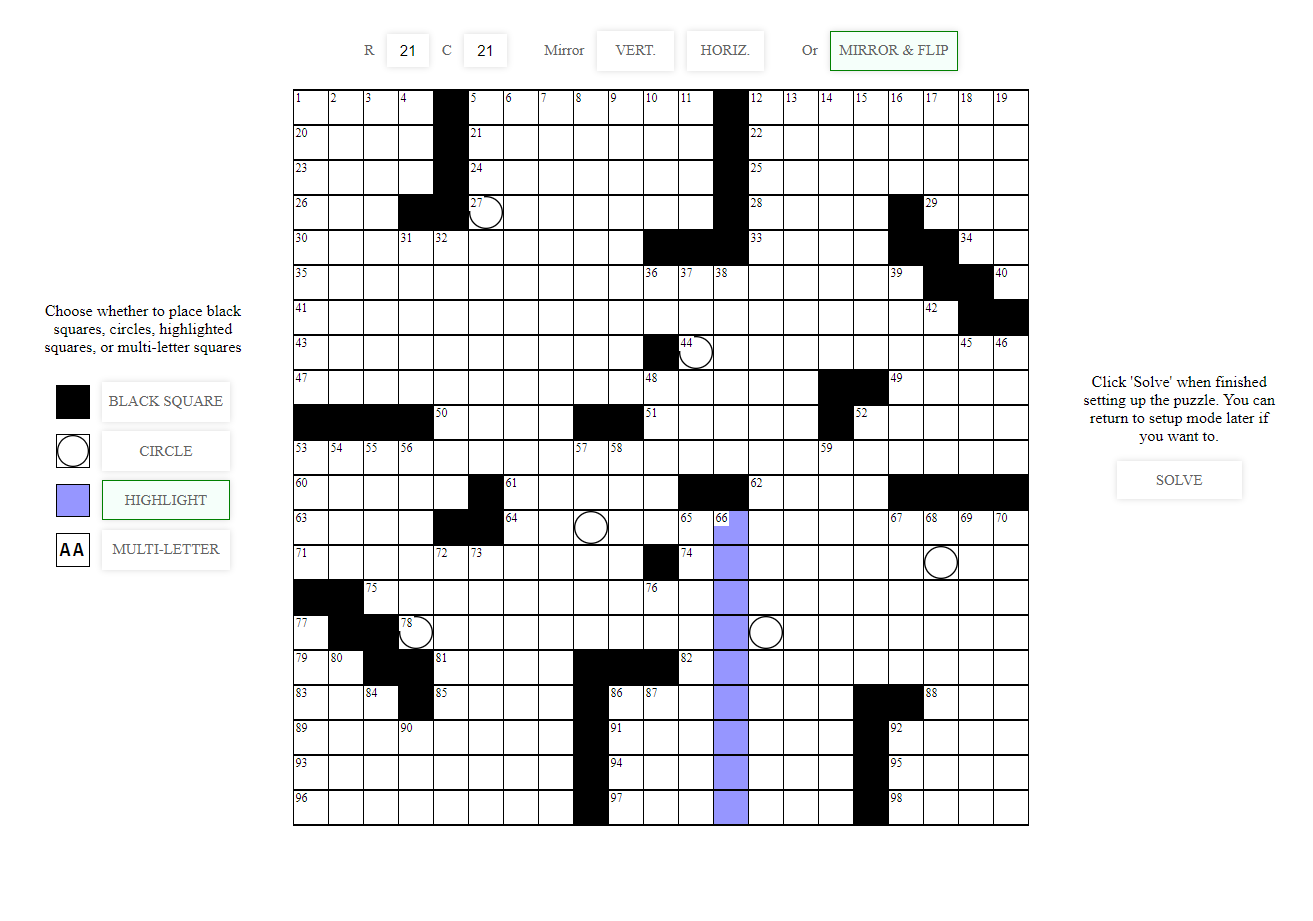 R 21 C 21 Mirror VERT. HORIZ. Or MIRROR & FLIP
1 2 3 4 5 6 7 8 9 10 11 12 13 14 15 16 17 18 19
20 21 22
23 24 25
26 27 28 29
30 31 32 33 34
35 36 37 38 39 40
41 42
43 44 45 46
47 48 49
50 51 52
53 54 55 56 57 58 59
60 61 62
63 64 65 66 67 68 69 70
71 72 73 74
75 76
77 78
79 80 81 82
83 84 85 86 87 88
89 90 91 92
93 94 95
96 97 98
Choose whether to place black
squares, circles, highlighted
squares, or multi-letter squares
BLACK SQUARE
CIRCLE
HIGHLIGHT
AA MULTI-LETTER
Click 'Solve' when finished
setting up the puzzle. You can
return to setup mode later if
you want to.
SOLVE